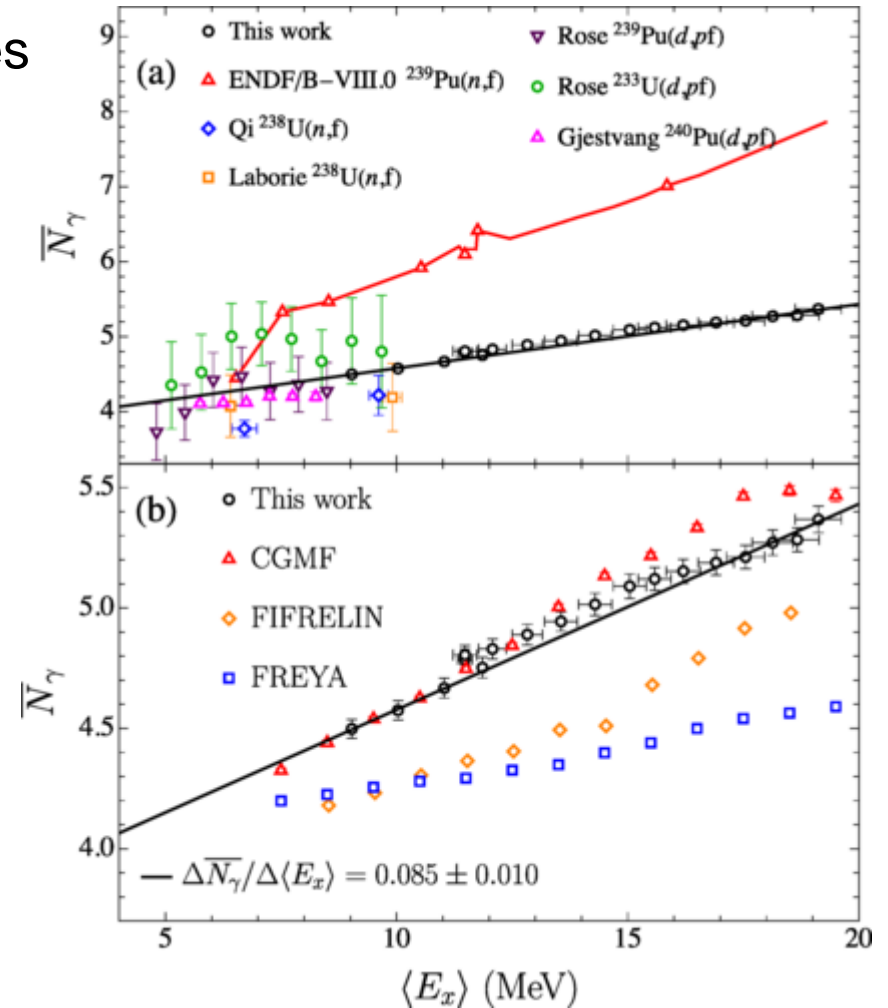 es
(a)
This work
ENDF/B−VIII.0 ²³⁹Pu(n,f)
Qi ²³⁸U(n,f)
Laborie ²³⁸U(n,f)
Rose ²³⁹Pu(d,pf)
Rose ²³³U(d,pf)
Gjestvang ²⁴⁰Pu(d,pf)
9
8
7
6
5
4
N̅γ
(b)
This work
CGMF
FIFRELIN
FREYA
5.5
5.0
4.5
4.0
N̅γ
ΔN̅γ/Δ⟨Eₓ⟩ = 0.085 ± 0.010
5 10 15 20
⟨Eₓ⟩ (MeV)